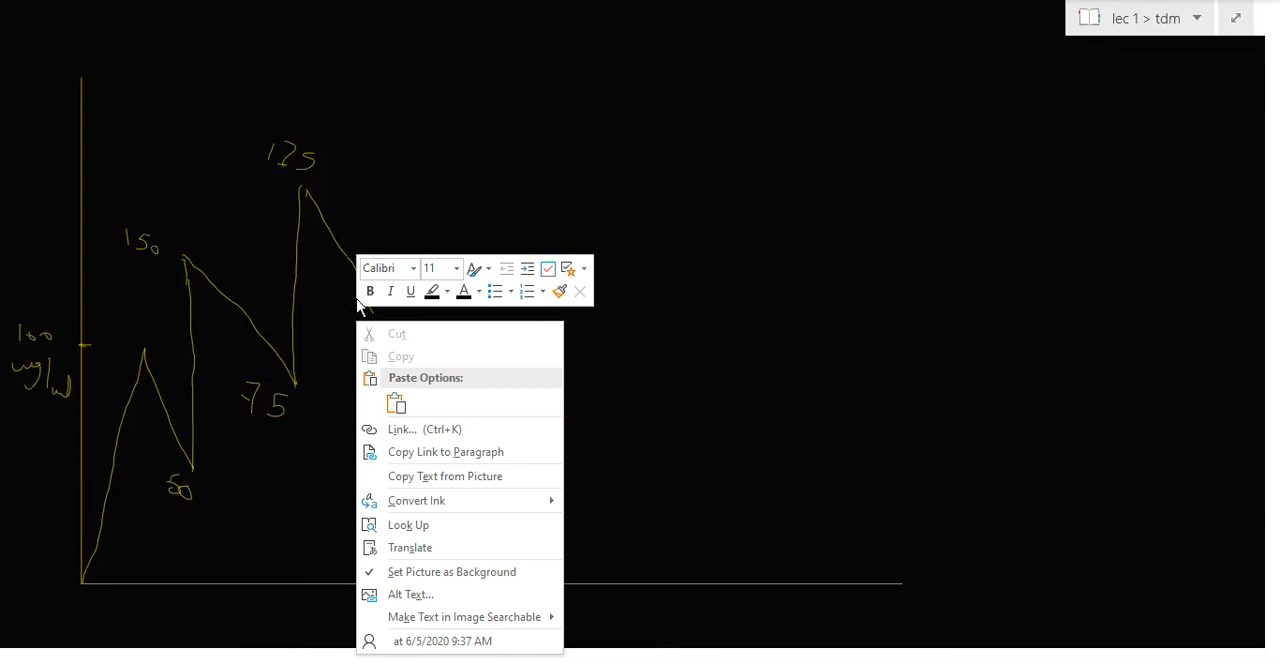 lec 1 > tdm
125
150
Calibri 11
B I U A
100
ug/ml
Cut
Copy
Paste Options:
75
Link... (Ctrl+K)
Copy Link to Paragraph
Copy Text from Picture
50
Convert Ink
Look Up
Translate
Set Picture as Background
Alt Text...
Make Text in Image Searchable
at 6/5/2020 9:37 AM